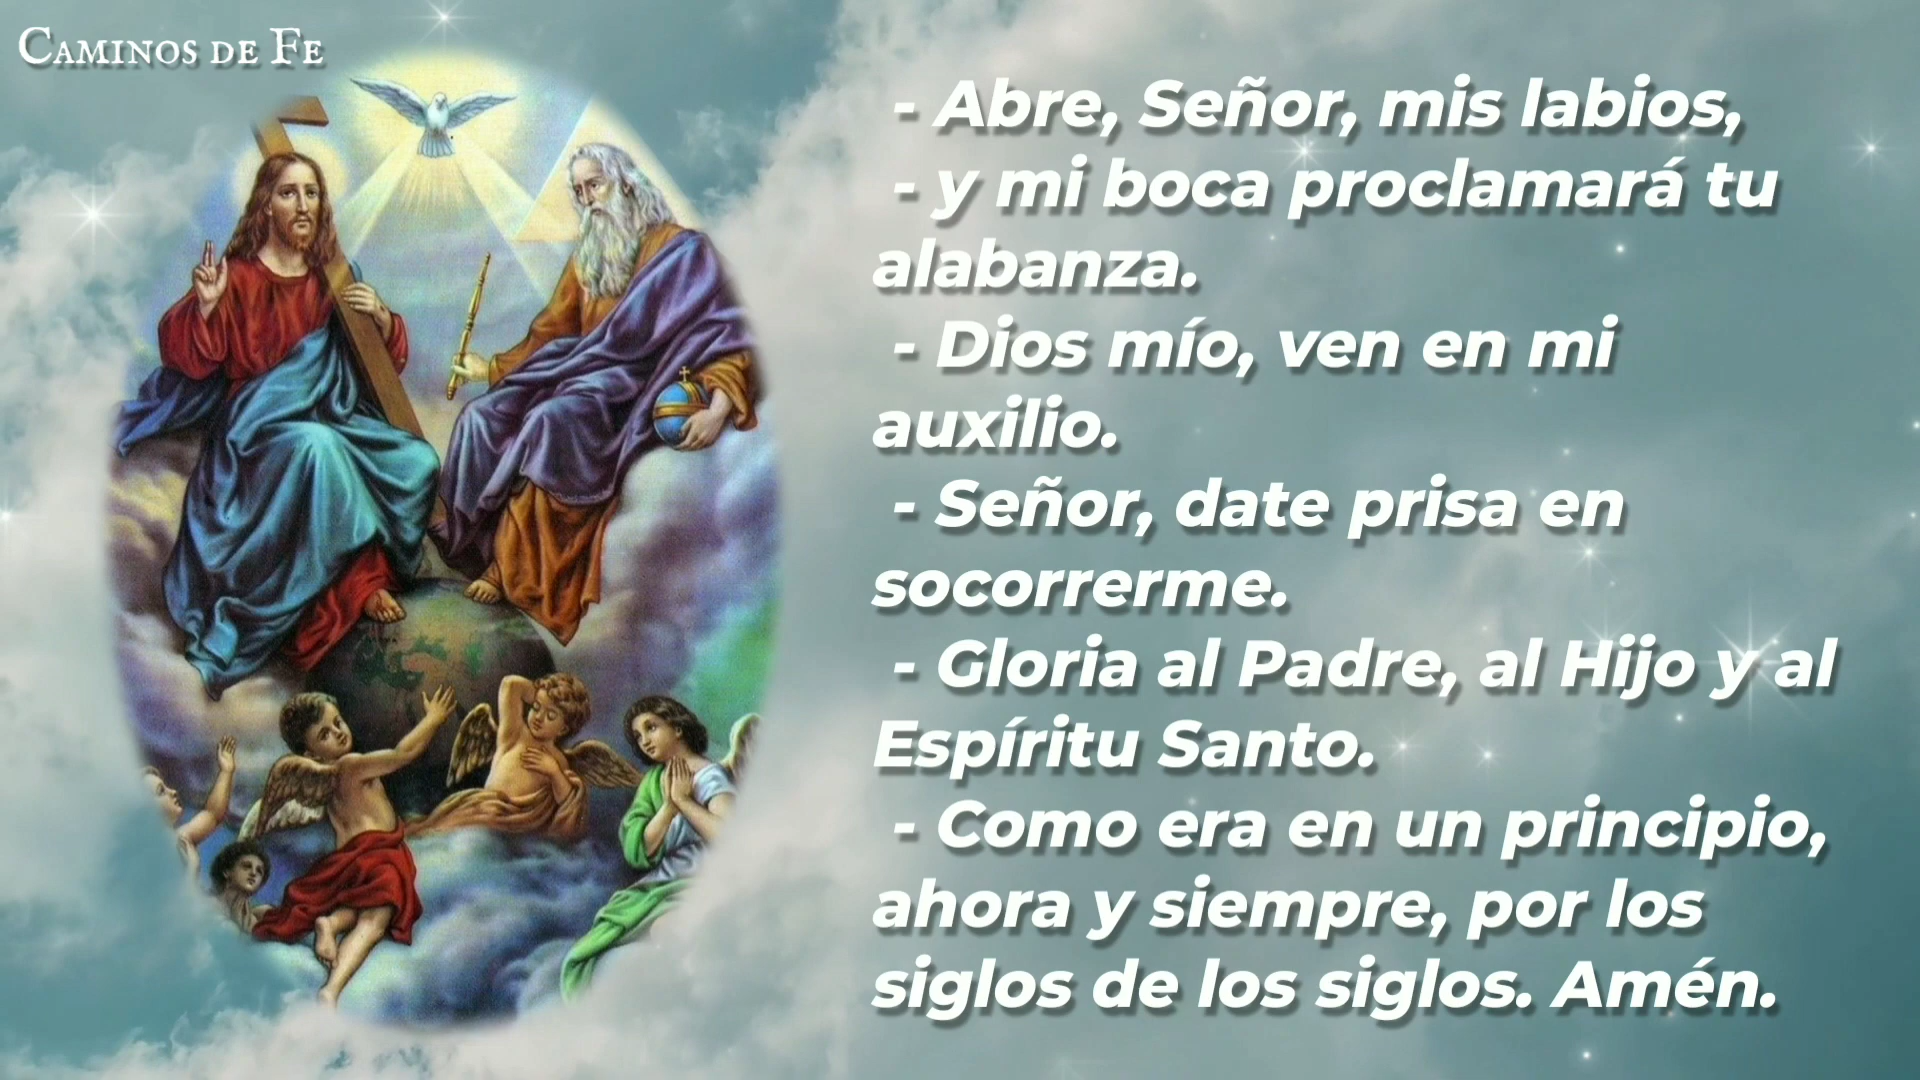 Caminos de Fe
- Abre, Señor, mis labios,
- y mi boca proclamará tu
alabanza.
- Dios mío, ven en mi
auxilio.
- Señor, date prisa en
socorrerme.
- Gloria al Padre, al Hijo y al
Espíritu Santo.
- Como era en un principio,
ahora y siempre, por los
siglos de los siglos. Amén.